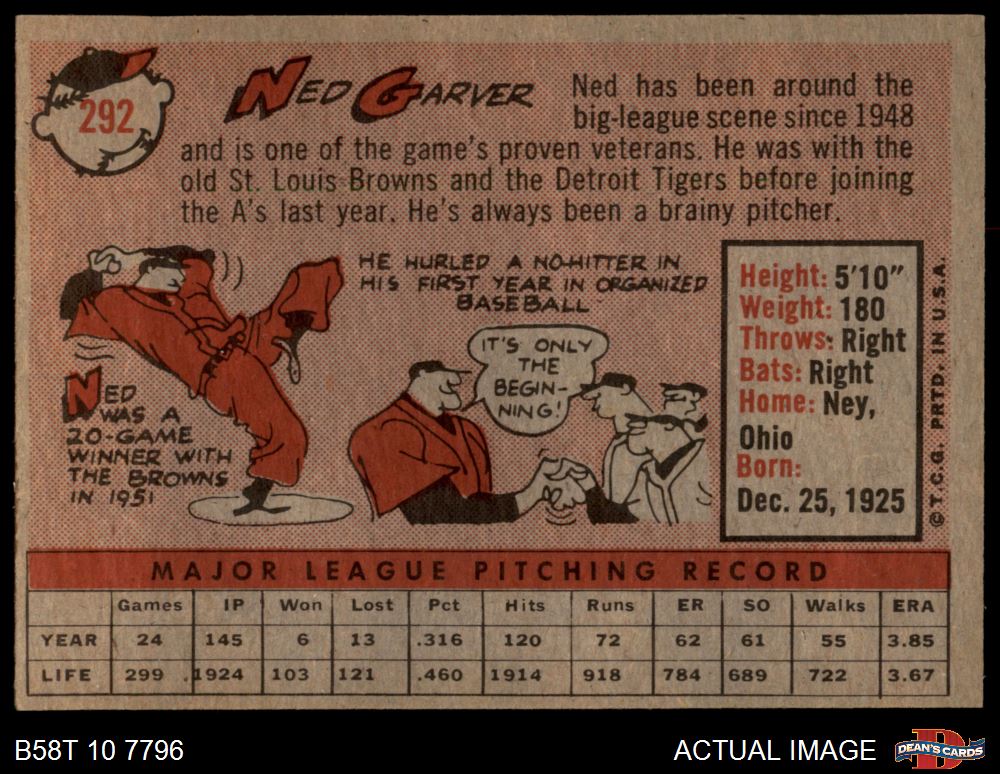 292
NED GARVER
Ned has been around the
big-league scene since 1948
and is one of the game's proven veterans. He was with the
old St. Louis Browns and the Detroit Tigers before joining
the A's last year. He's always been a brainy pitcher.
HE HURLED A NO-HITTER IN
HIS FIRST YEAR IN ORGANIZED
BASEBALL
IT'S ONLY
THE
BEGIN-
NING!
NED
WAS A
20-GAME
WINNER WITH
THE BROWNS
IN 1951
Height: 5'10"
Weight: 180
Throws: Right
Bats: Right
Home: Ney,
Ohio
Born:
Dec. 25, 1925
© T.C.G. PRTD. IN U.S.A.
MAJOR LEAGUE PITCHING RECORD
Games IP Won Lost Pct Hits Runs ER SO Walks ERA
YEAR 24 145 6 13 .316 120 72 62 61 55 3.85
LIFE 299 1924 103 121 .460 1914 918 784 689 722 3.67
B58T 10 7796
ACTUAL IMAGE
D
DEAN'S CARDS